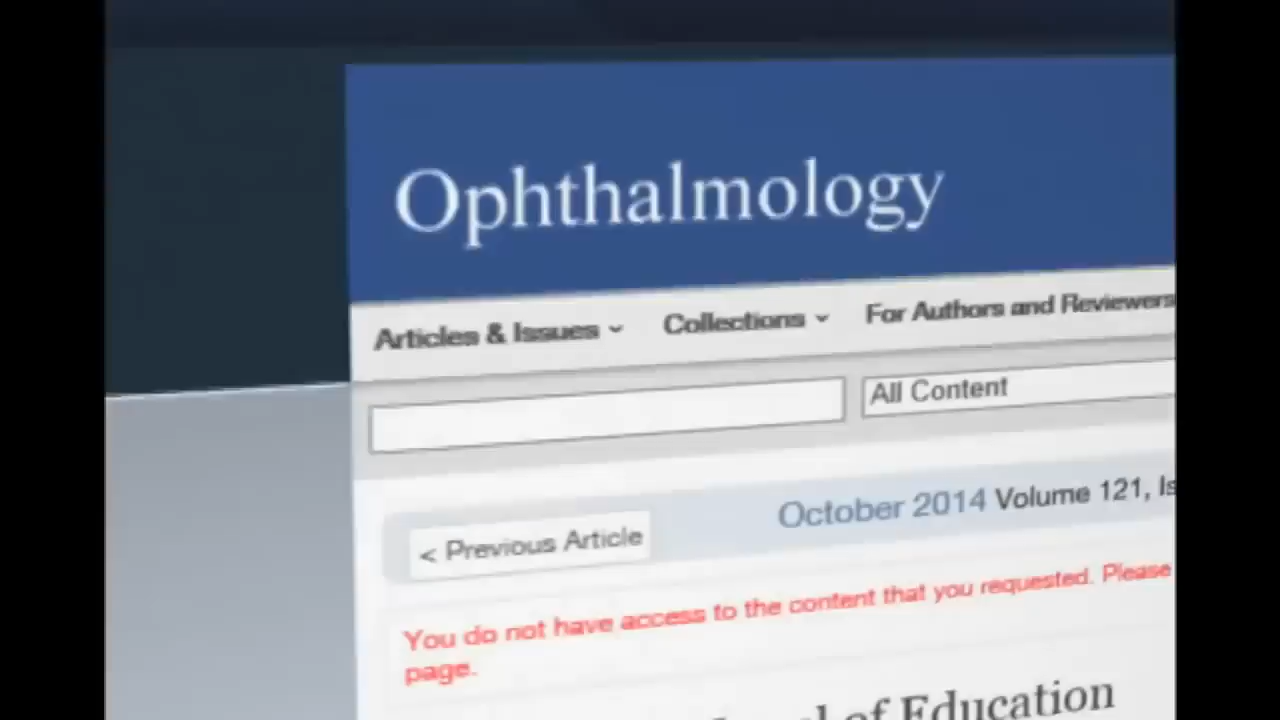 Ophthalmology
Articles & Issues Collections For Authors and Reviewers
All Content
< Previous Article October 2014 Volume 121,
You do not have access to the content that you requested. Please
page.
of Education